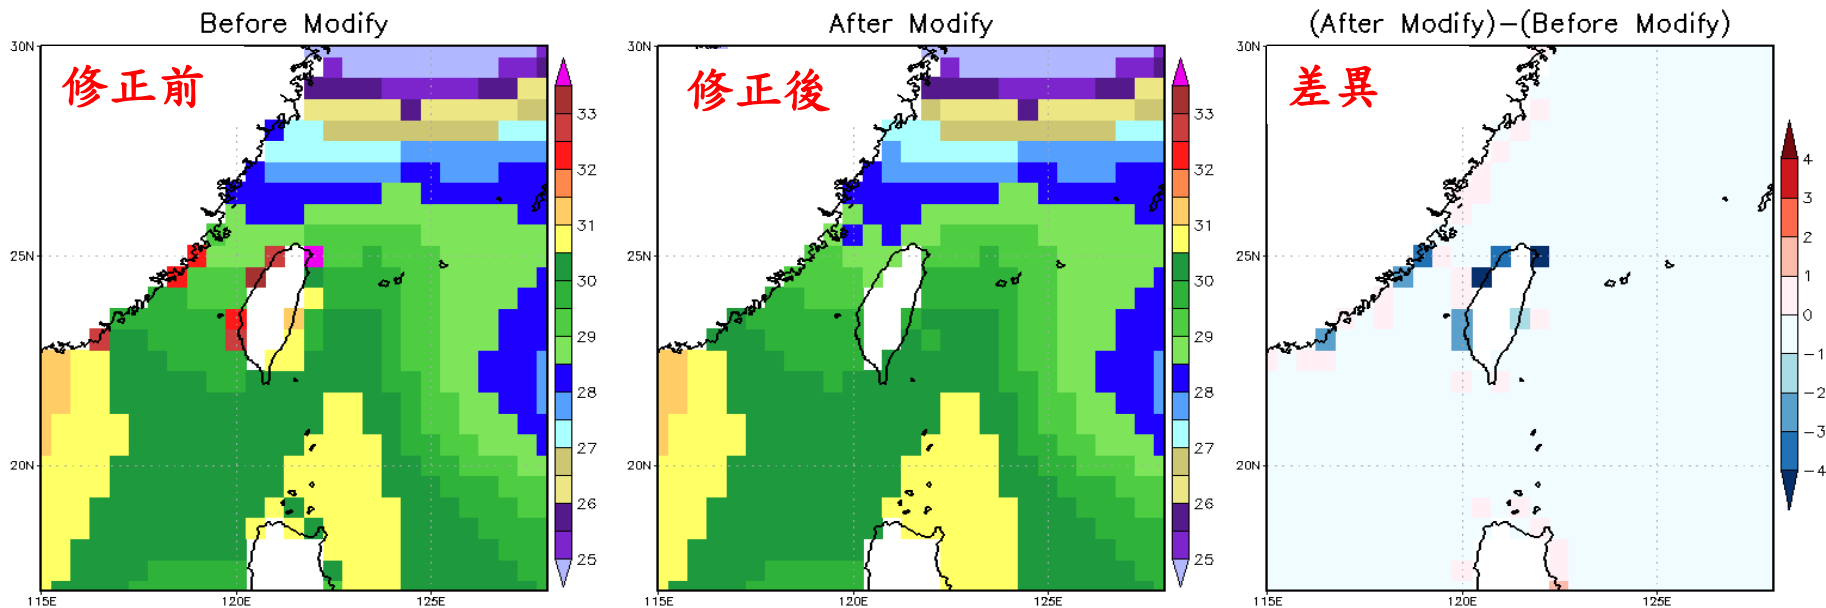 Before Modify
After Modify
(After Modify)−(Before Modify)
修正前
修正後
差異
30N
25N
20N
115E
120E
125E
33
32
31
30
29
28
27
26
25
30N
25N
20N
115E
120E
125E
33
32
31
30
29
28
27
26
25
30N
25N
20N
115E
120E
125E
4
3
2
1
0
−1
−2
−3
−4